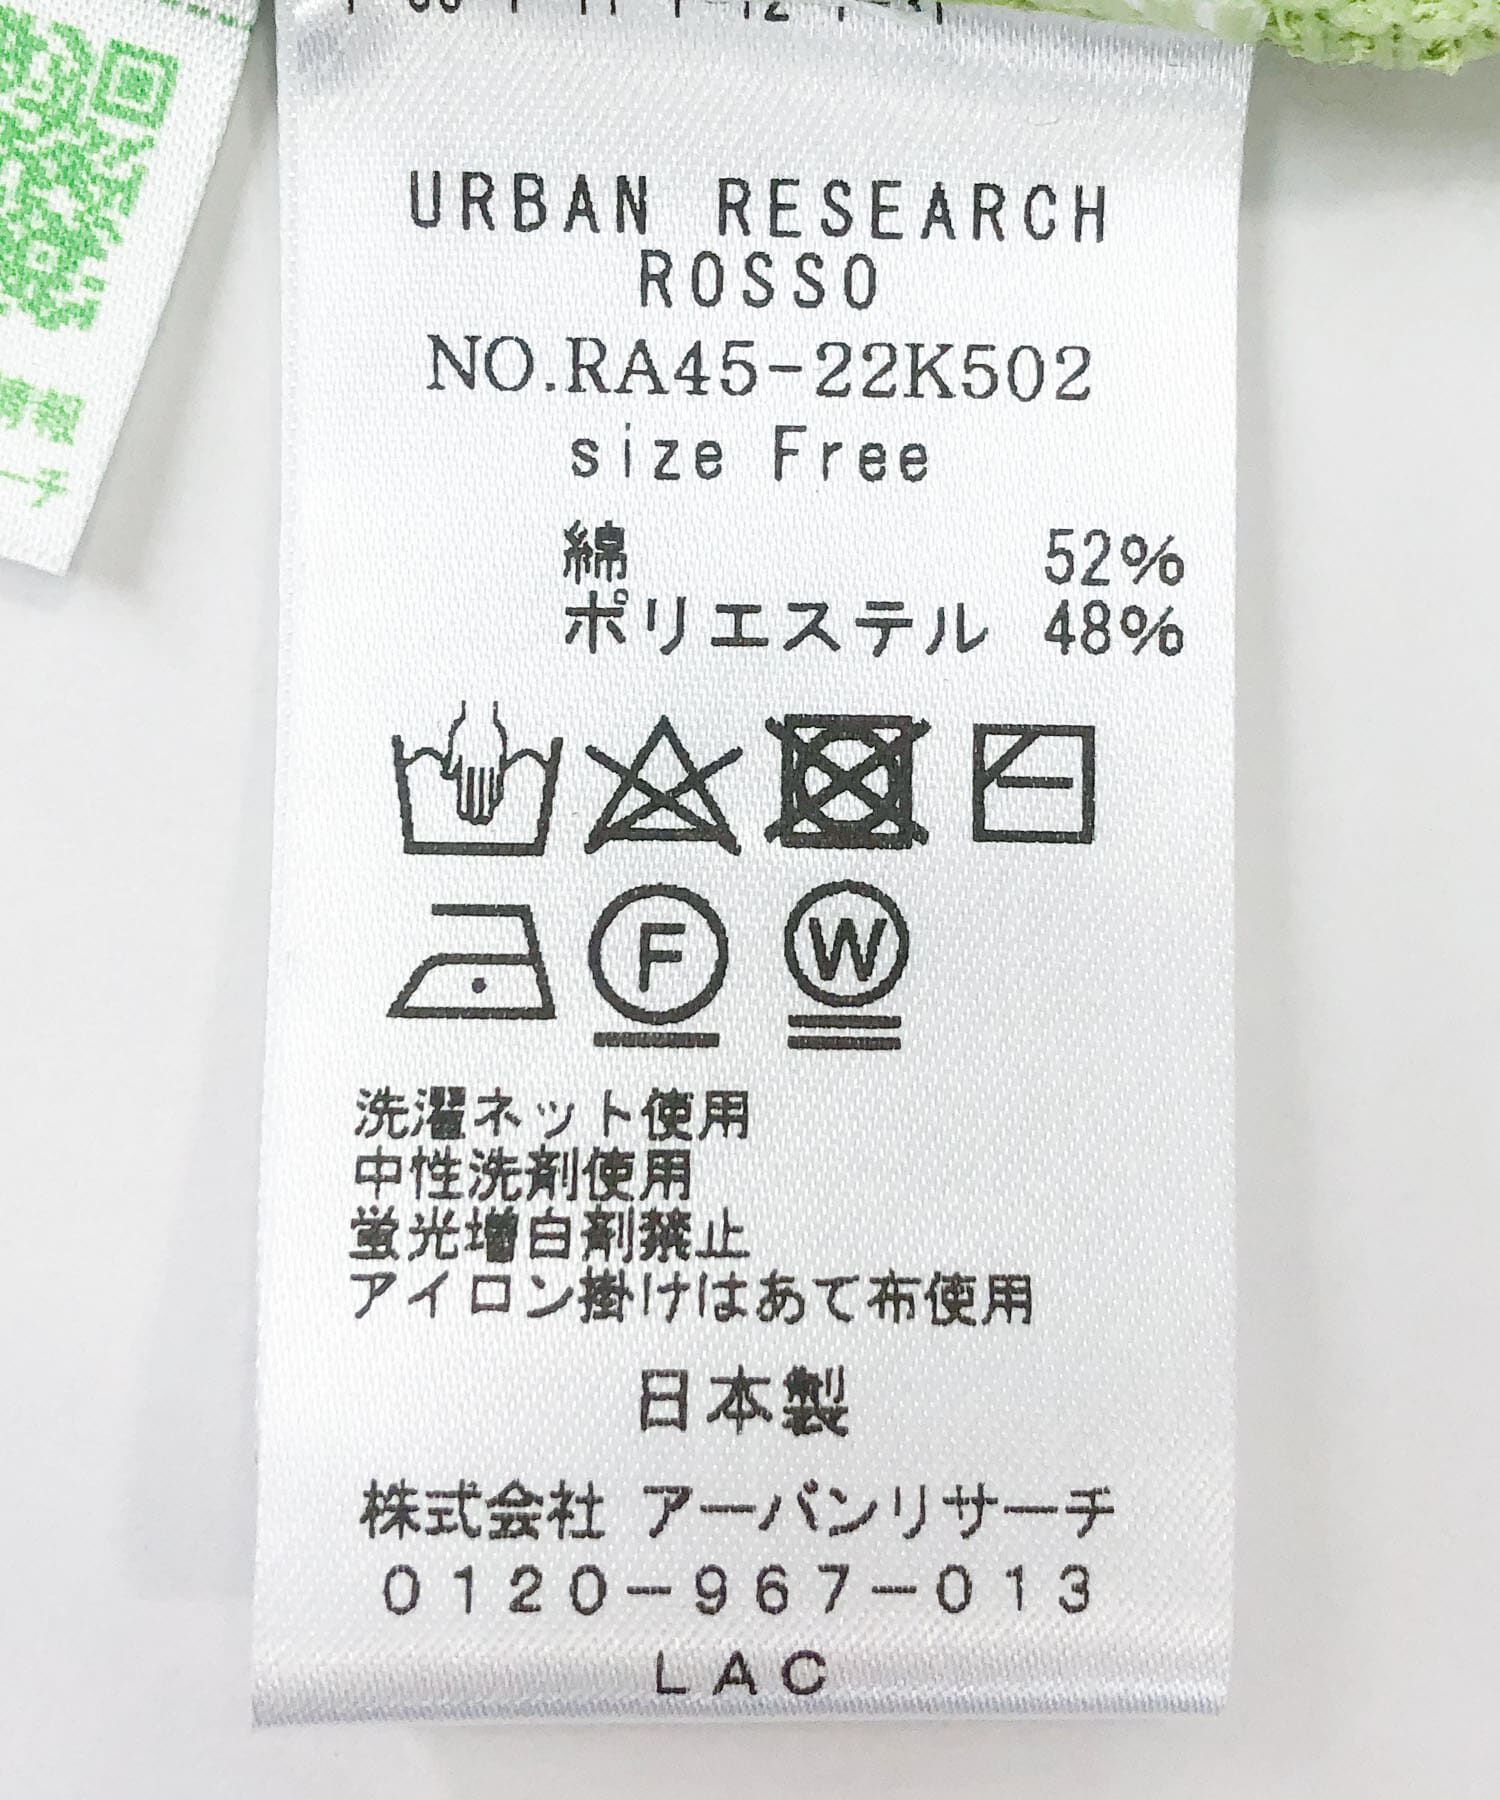 URBAN RESEARCH
ROSSO
NO.RA45-22K502
size Free
綿 52%
ポリエステル 48%
F
W
洗濯ネット使用
中性洗剤使用
蛍光増白剤禁止
アイロン掛けはあて布使用
日本製
株式会社 アーバンリサーチ
0120-967-013
LAC